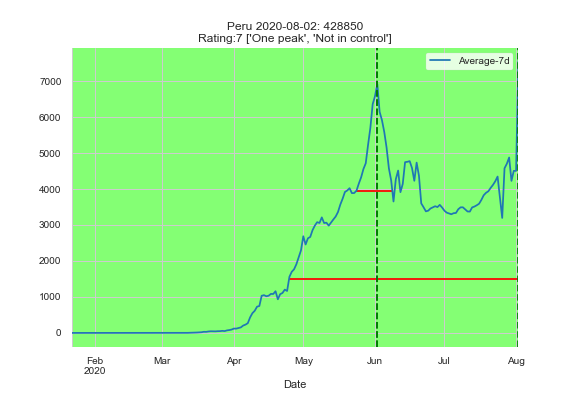 Peru 2020-08-02: 428850
Rating:7 ['One peak', 'Not in control']
Average-7d
7000
6000
5000
4000
3000
2000
1000
0
Feb Mar Apr May Jun Jul Aug
2020
Date